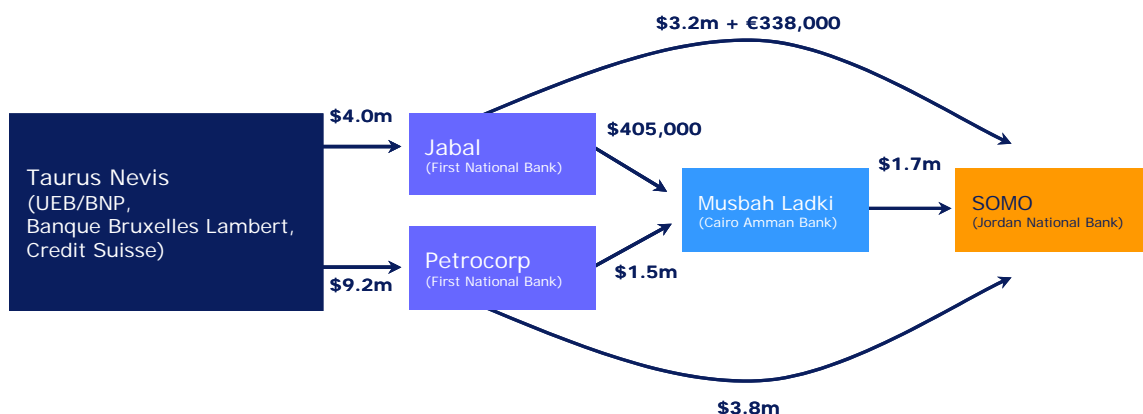 $3.2m + €338,000
$4.0m
$405,000
Jabal
(First National Bank)
$1.7m
Taurus Nevis
(UEB/BNP,
Banque Bruxelles Lambert,
Credit Suisse)
Musbah Ladki
(Cairo Amman Bank)
SOMO
(Jordan National Bank)
Petrocorp
(First National Bank)
$9.2m
$1.5m
$3.8m